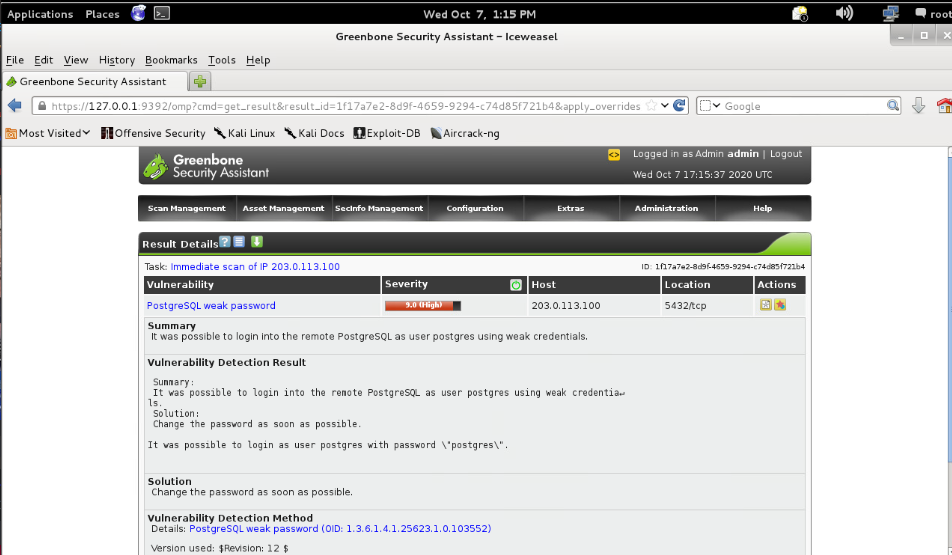 Applications Places Wed Oct 7, 1:15 PM root
Greenbone Security Assistant - Iceweasel
File Edit View History Bookmarks Tools Help
Greenbone Security Assistant
https://127.0.0.1:9392/omp?cmd=get_result&result_id=1f17a7e2-8d9f-4659-9294-c74d85f721b4&apply_overrides Google
Most Visited Offensive Security Kali Linux Kali Docs Exploit-DB Aircrack-ng
Greenbone
Security Assistant
Logged in as Admin admin | Logout
Wed Oct 7 17:15:37 2020 UTC
Scan Management Asset Management SecInfo Management Configuration Extras Administration Help
Result Details
Task: Immediate scan of IP 203.0.113.100 ID: 1f17a7e2-8d9f-4659-9294-c74d85f721b4
Vulnerability Severity Host Location Actions
PostgreSQL weak password 9.0 (High) 203.0.113.100 5432/tcp
Summary
It was possible to login into the remote PostgreSQL as user postgres using weak credentials.
Vulnerability Detection Result
Summary:
It was possible to login into the remote PostgreSQL as user postgres using weak credentia↵
ls.
Solution:
Change the password as soon as possible.
It was possible to login as user postgres with password \"postgres\".
Solution
Change the password as soon as possible.
Vulnerability Detection Method
Details: PostgreSQL weak password (OID: 1.3.6.1.4.1.25623.1.0.103552)
Version used: $Revision: 12 $